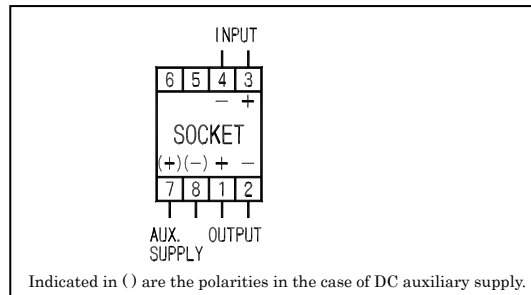 INPUT
6 5 4 3
− +
SOCKET
(+) (−) + −
7 8 1 2
AUX. OUTPUT
SUPPLY
Indicated in () are the polarities in the case of DC auxiliary supply.